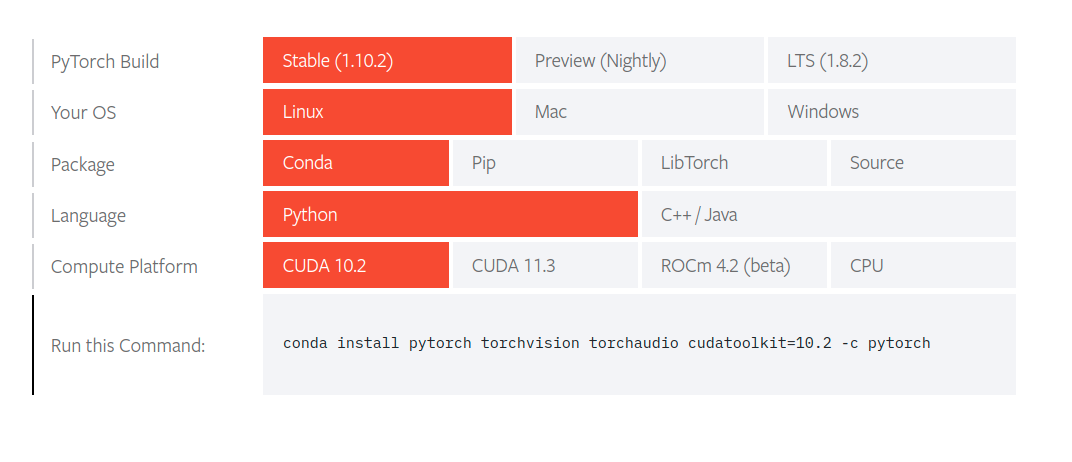 PyTorch Build Stable (1.10.2) Preview (Nightly) LTS (1.8.2)
Your OS Linux Mac Windows
Package Conda Pip LibTorch Source
Language Python C++ / Java
Compute Platform CUDA 10.2 CUDA 11.3 ROCm 4.2 (beta) CPU
Run this Command: conda install pytorch torchvision torchaudio cudatoolkit=10.2 -c pytorch